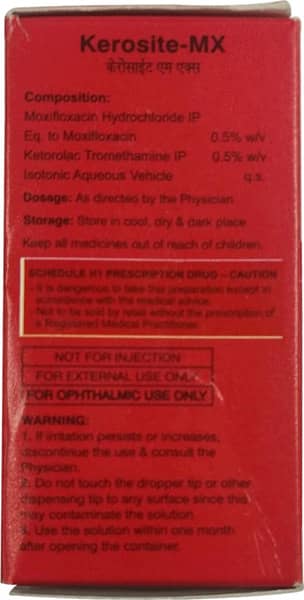 Kerosite-MX
केरोसाईट एम एक्स
Composition:
Moxifloxacin Hydrochloride IP
Eq. to Moxifloxacin 0.5% w/v
Ketorolac Tromethamine IP 0.5% w/v
Isotonic Aqueous Vehicle q.s.
Dosage: As directed by the Physician
Storage: Store in cool, dry & dark place
Keep all medicines out of reach of children.
SCHEDULE H1 PRESCRIPTION DRUG – CAUTION
- It is dangerous to take this preparation except in
accordance with the medical advice.
- Not to be sold by retail without the prescription of
a Registered Medical Practitioner.
NOT FOR INJECTION
FOR EXTERNAL USE ONLY
FOR OPHTHALMIC USE ONLY
WARNING:
1. If irritation persists or increases,
discontinue the use & consult the
Physician.
2. Do not touch the dropper tip or other
dispensing tip to any surface since this
may contaminate the solution.
3. Use the solution within one month
after opening the container.